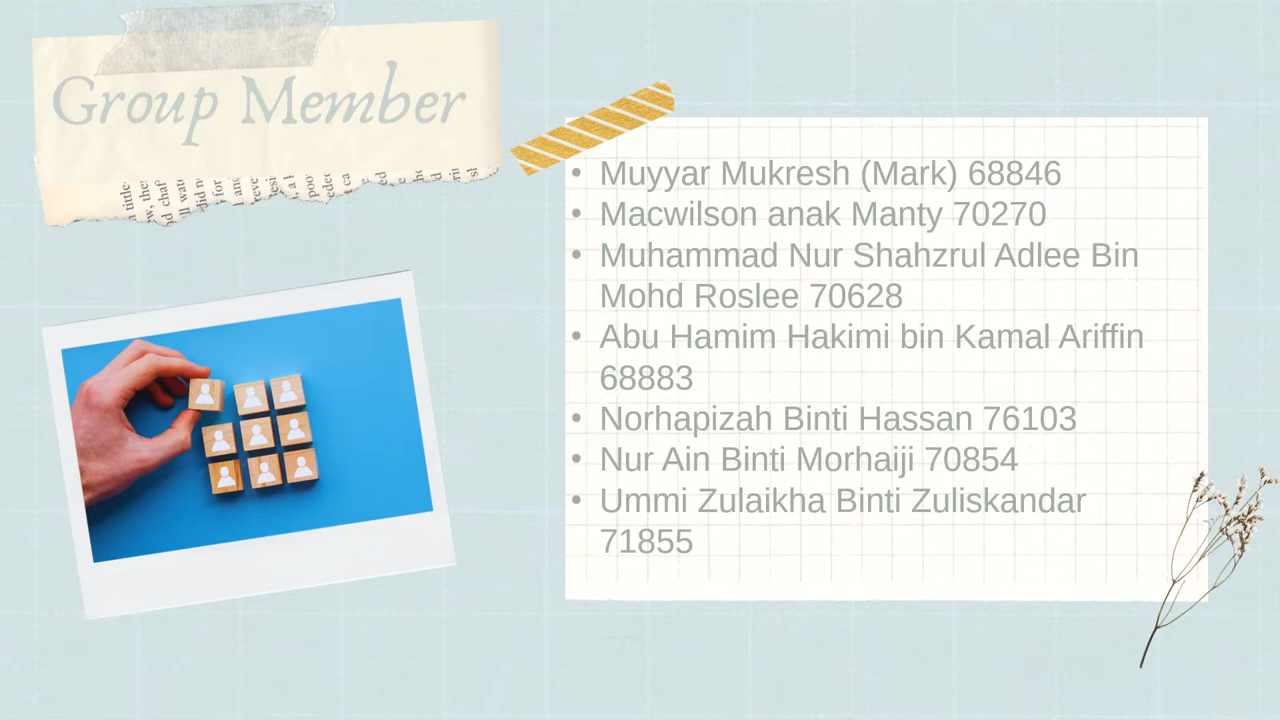 Group Member
• Muyyar Mukresh (Mark) 68846
• Macwilson anak Manty 70270
• Muhammad Nur Shahzrul Adlee Bin
Mohd Roslee 70628
• Abu Hamim Hakimi bin Kamal Ariffin
68883
• Norhapizah Binti Hassan 76103
• Nur Ain Binti Morhaiji 70854
• Ummi Zulaikha Binti Zuliskandar
71855